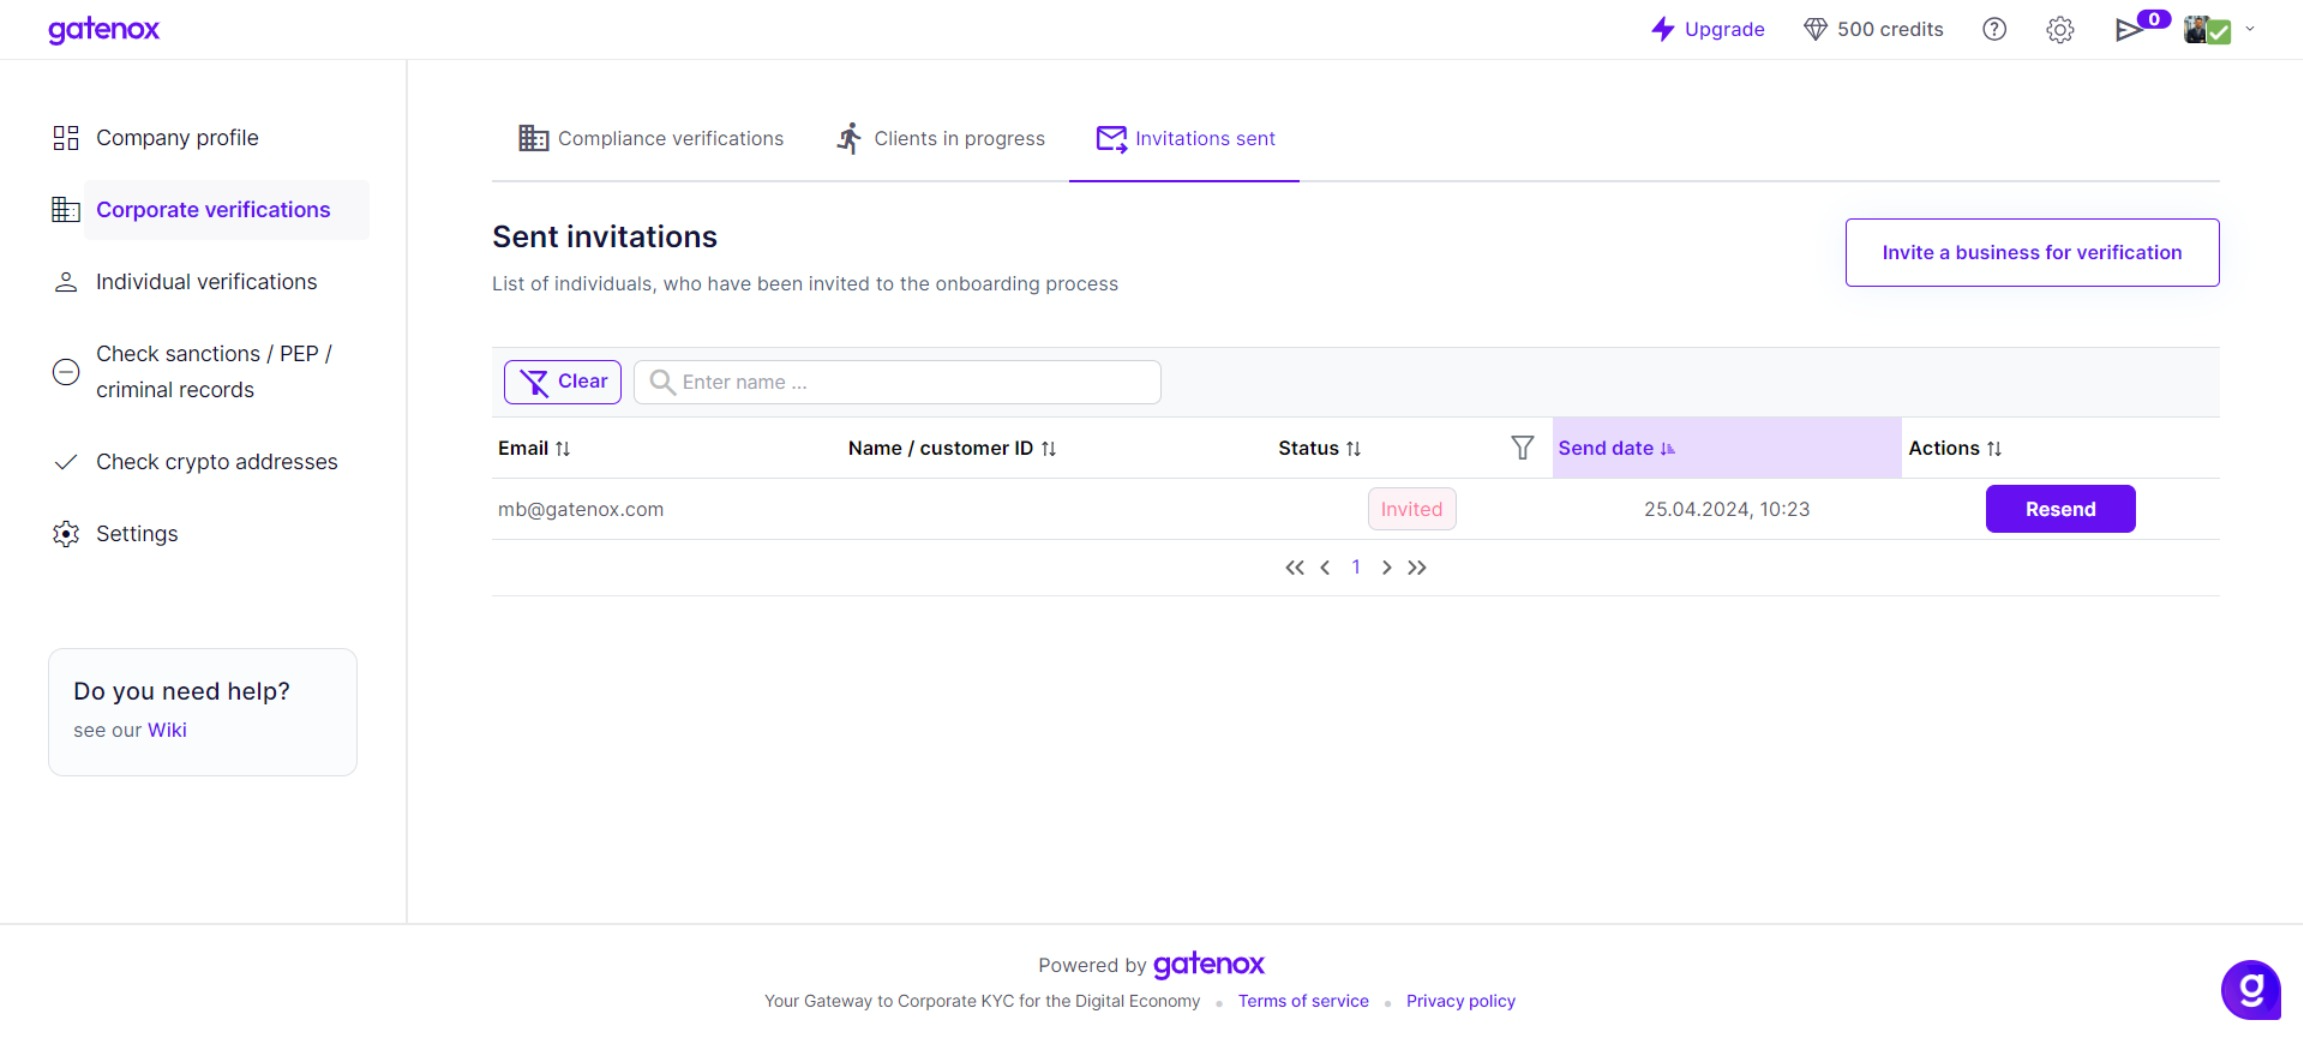 gatenox
Upgrade
500 credits
0
Company profile
Corporate verifications
Individual verifications
Check sanctions / PEP /
criminal records
Check crypto addresses
Settings
Do you need help?
see our Wiki
Compliance verifications
Clients in progress
Invitations sent
Sent invitations
List of individuals, who have been invited to the onboarding process
Invite a business for verification
Clear
Enter name ...
Email
Name / customer ID
Status
Send date
Actions
mb@gatenox.com
Invited
25.04.2024, 10:23
Resend
1
Powered by gatenox
Your Gateway to Corporate KYC for the Digital Economy
Terms of service
Privacy policy
g